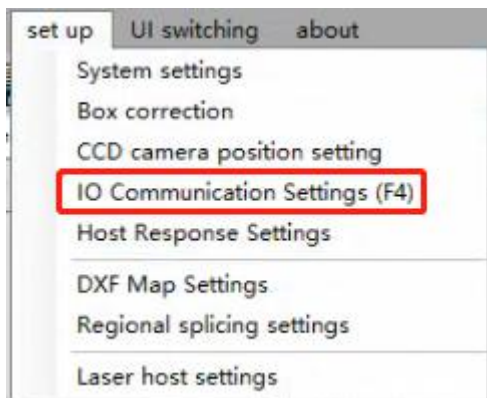 set up UI switching about
System settings
Box correction
CCD camera position setting
IO Communication Settings (F4)
Host Response Settings
DXF Map Settings
Regional splicing settings
Laser host settings